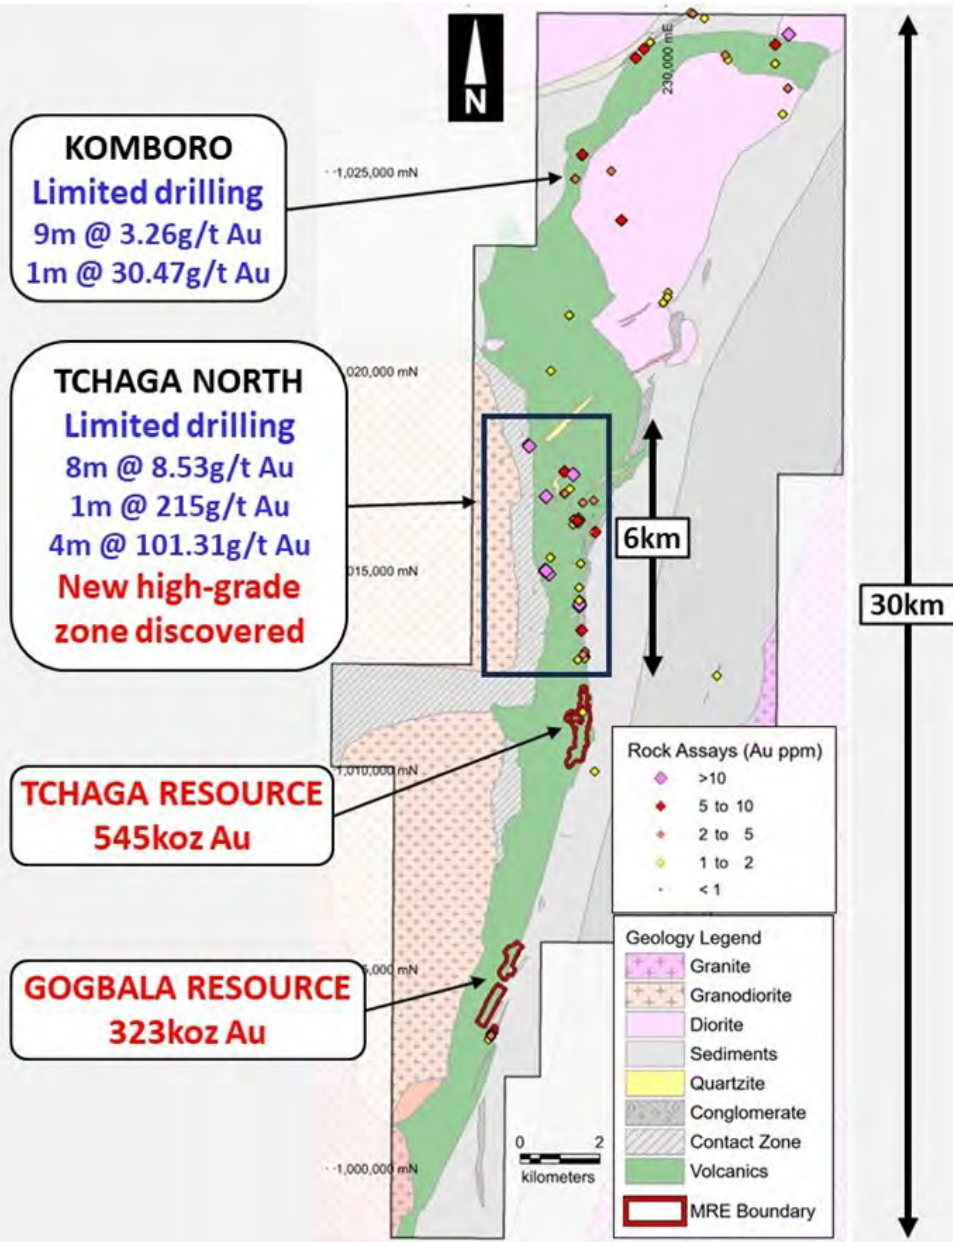 N
230,000 mE
KOMBORO
Limited drilling
9m @ 3.26g/t Au
1m @ 30.47g/t Au
1,025,000 mN
TCHAGA NORTH
Limited drilling
8m @ 8.53g/t Au
1m @ 215g/t Au
4m @ 101.31g/t Au
New high-grade
zone discovered
020,000 mN
6km
015,000 mN
30km
TCHAGA RESOURCE
545koz Au
1,010,000 mN
Rock Assays (Au ppm)
>10
5 to 10
2 to 5
1 to 2
< 1
GOGBALA RESOURCE
323koz Au
5,000 mN
Geology Legend
Granite
Granodiorite
Diorite
Sediments
Quartzite
Conglomerate
Contact Zone
Volcanics
MRE Boundary
0 2
kilometers
1,000,000 mN